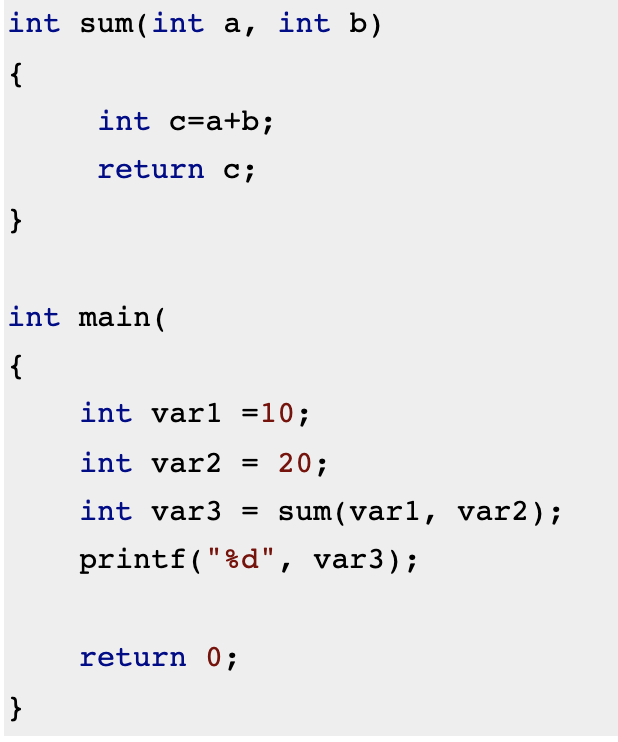 int sum(int a, int b)
{
int c=a+b;
return c;
}
int main(
{
int var1 =10;
int var2 = 20;
int var3 = sum(var1, var2);
printf("%d", var3);
return 0;
}